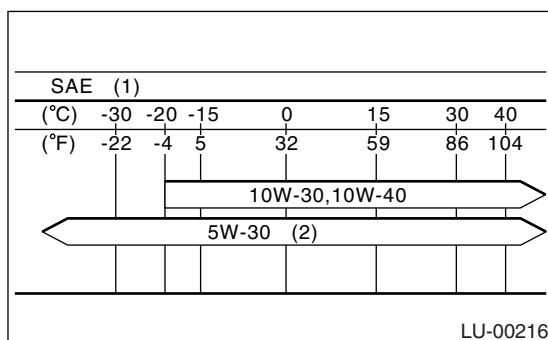 SAE (1)
(°C) -30 -20 -15 0 15 30 40
(°F) -22 -4 5 32 59 86 104
10W-30,10W-40
5W-30 (2)
LU-00216